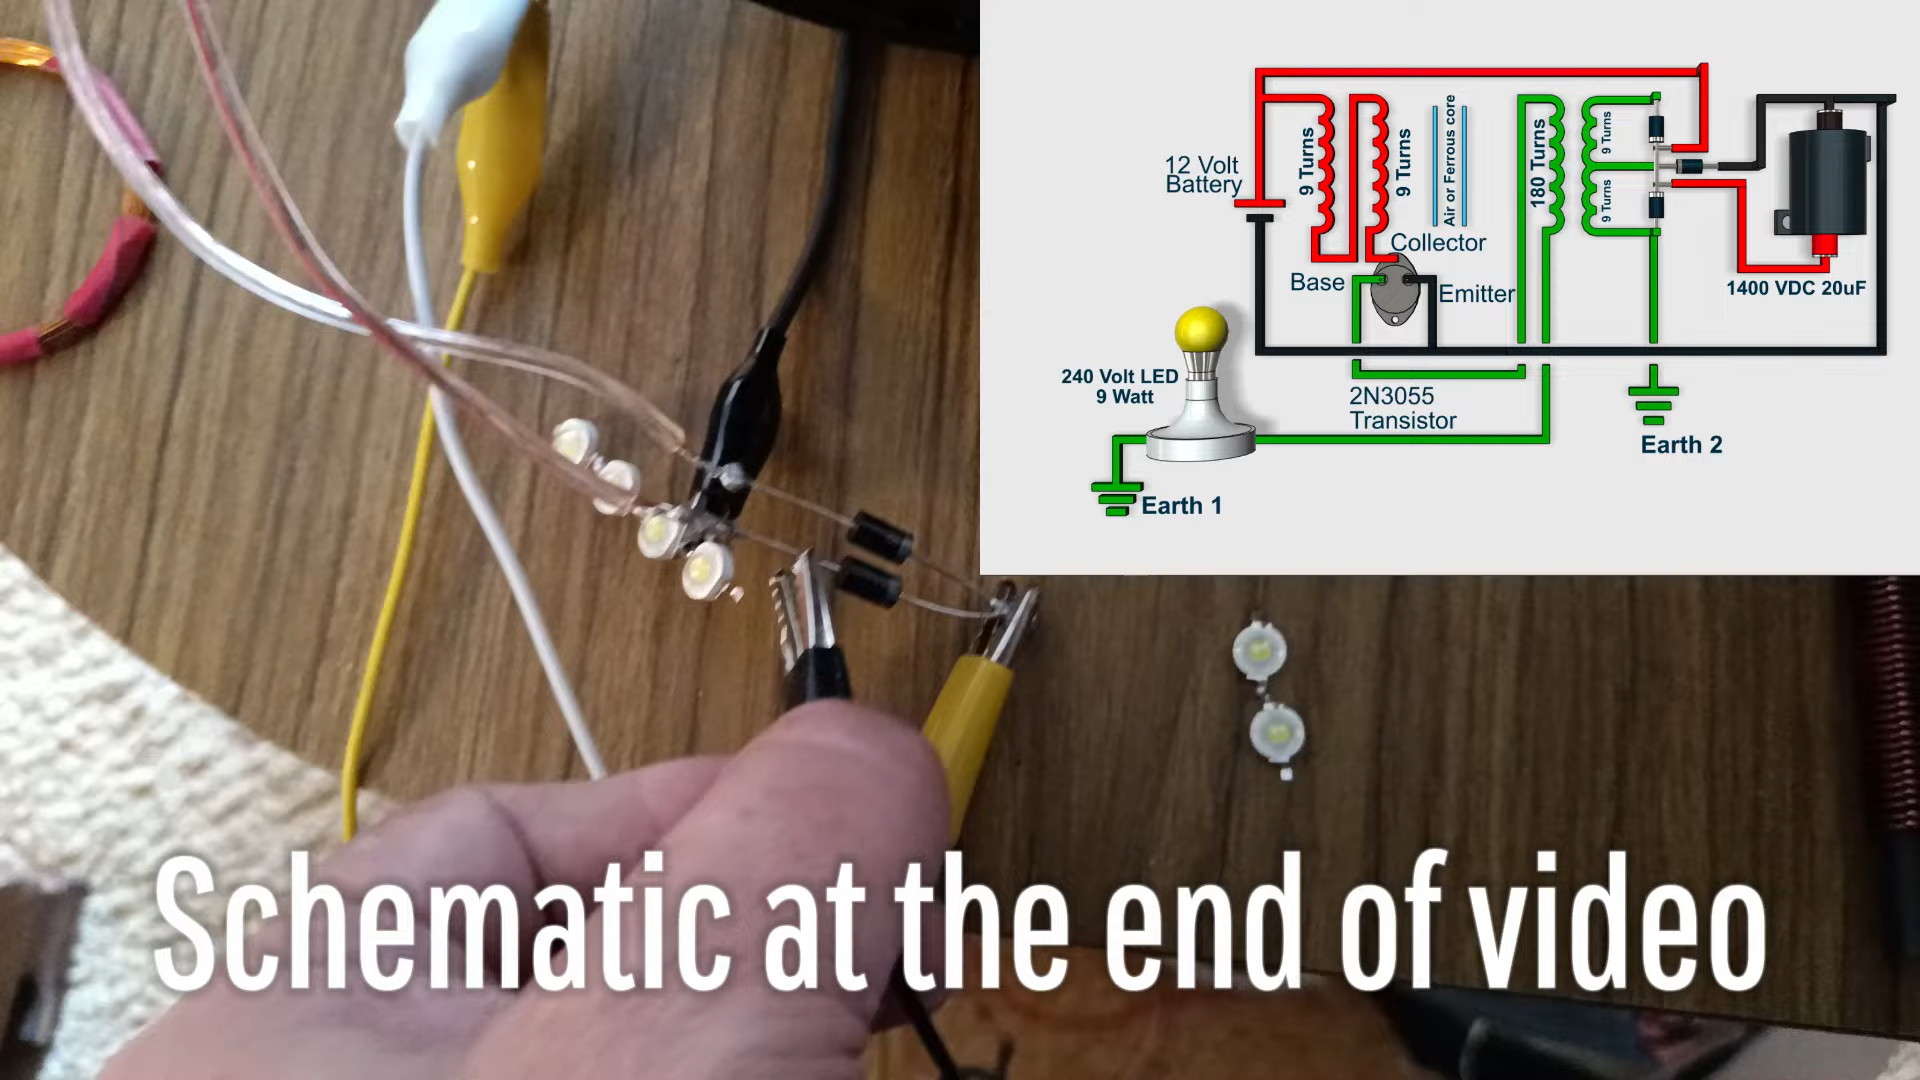 12 Volt
Battery
9 Turns
9 Turns
Air or Ferrous core
180 Turns
9 Turns
9 Turns
Collector
Base
Emitter
1400 VDC 20uF
240 Volt LED
9 Watt
2N3055
Transistor
Earth 1
Earth 2
Schematic at the end of video